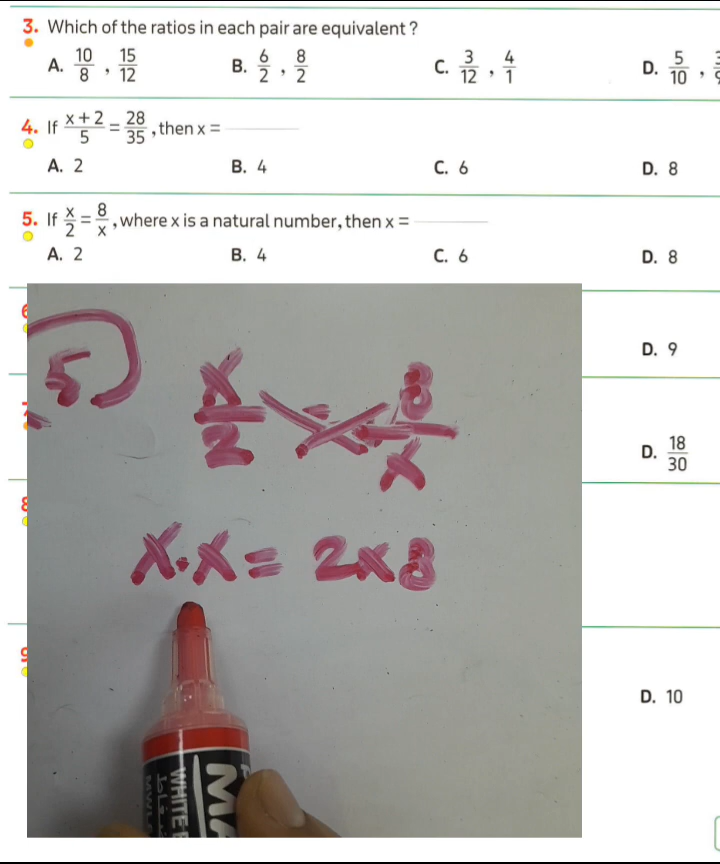 3. Which of the ratios in each pair are equivalent ?
A. 10/8 , 15/12 B. 6/2 , 8/2 C. 3/12 , 4/1 D. 5/10 ,
4. If x+2/5 = 28/35 , then x =
A. 2 B. 4 C. 6 D. 8
5. If x/2 = 8/x , where x is a natural number, then x =
A. 2 B. 4 C. 6 D. 8
D. 9
D. 18/30
8
D. 10
5
x/2 = 8/x
x.x = 2x8
MA
WHITE